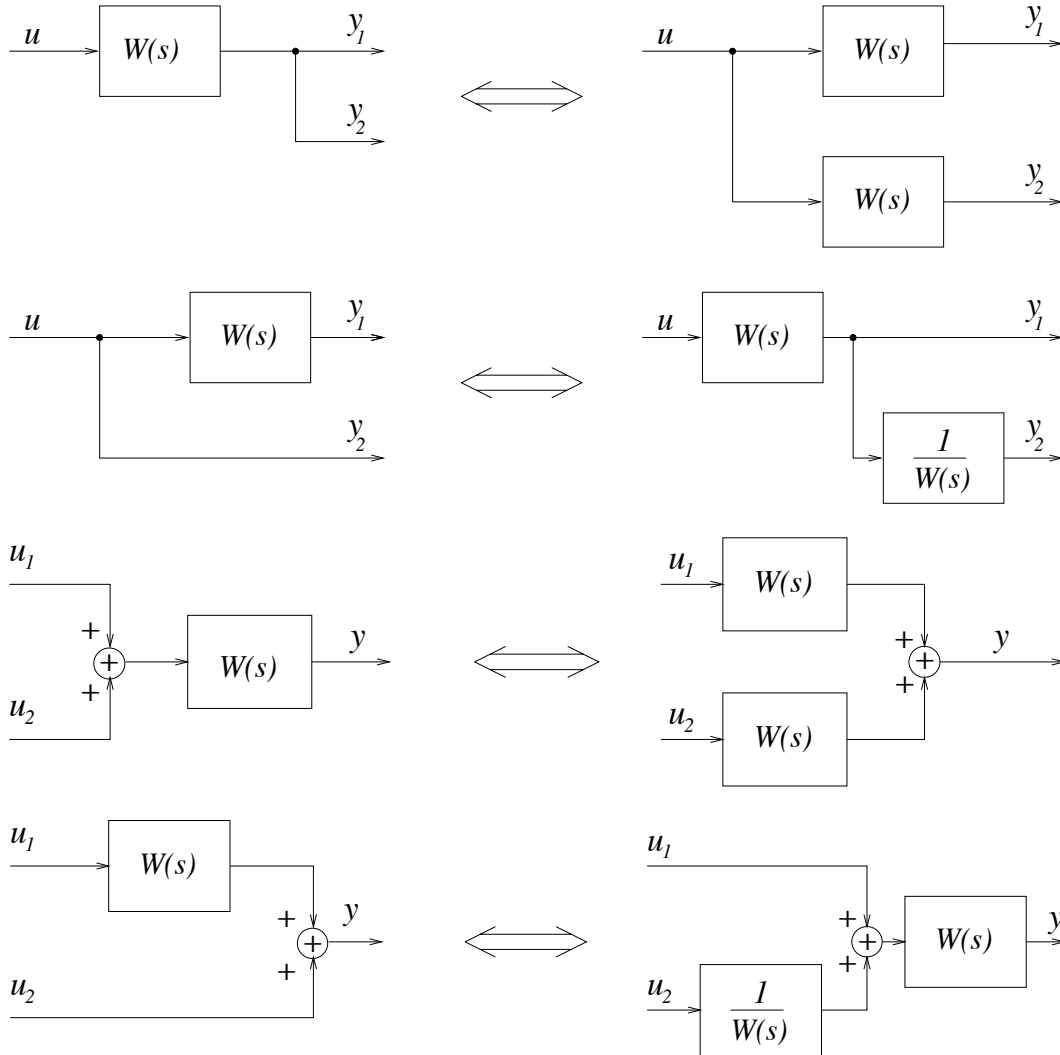 u W(s) y1
y2
u W(s) y1
W(s) y2
u W(s) y1
y2
u W(s) y1
1
W(s) y2
u1
+
+ W(s) y
+
u2
u1 W(s)
+
+ y
+
u2 W(s)
u1 W(s)
+
+ y
+
u2
u1
+
+ W(s) y
+
u2 1
W(s)